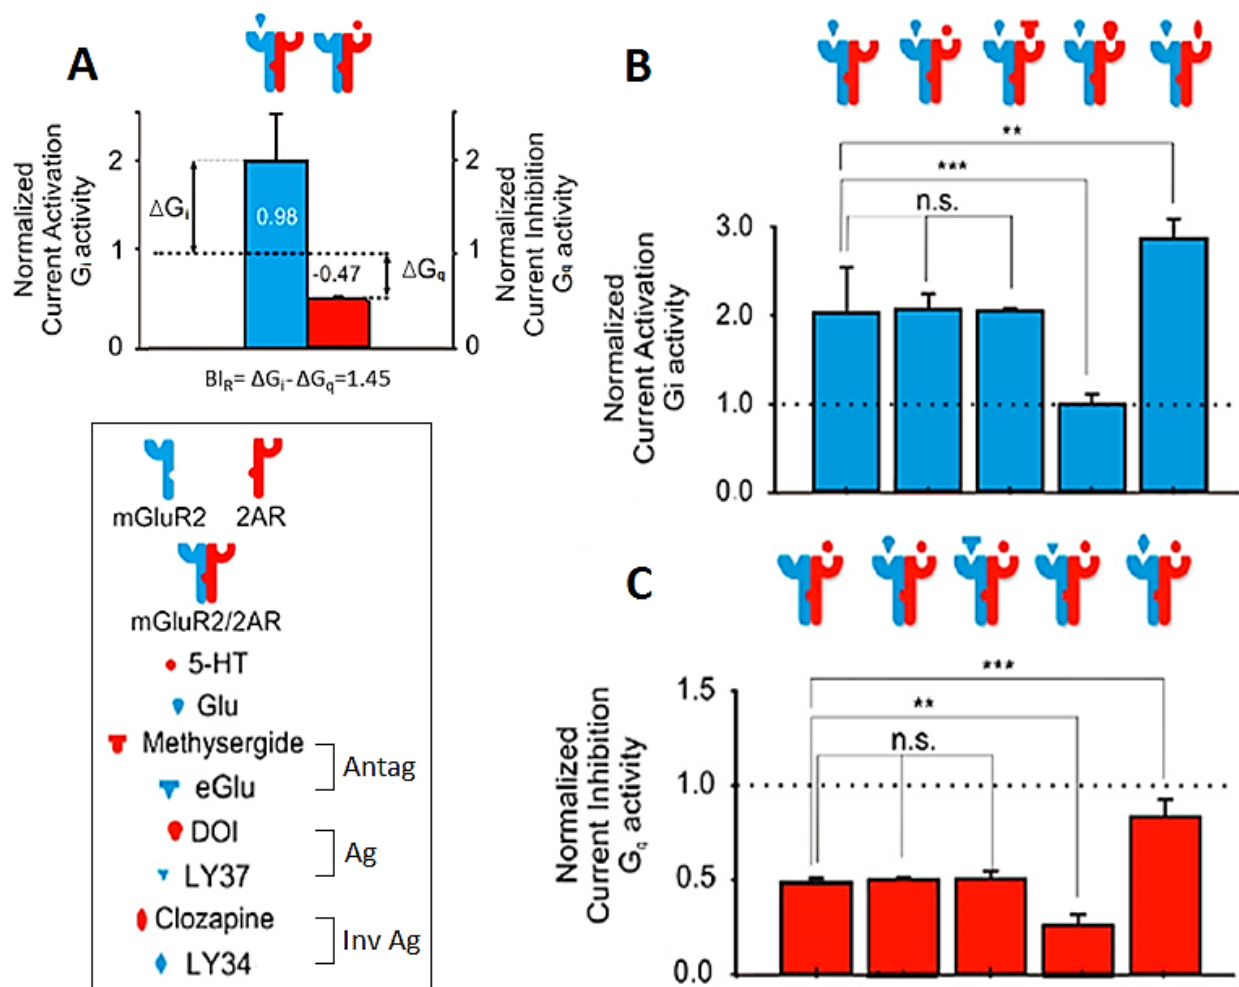 A
Normalized
Current Activation
Gi activity
2
1
0
ΔGi
0.98
-0.47
ΔGq
2
1
0
Normalized
Current Inhibition
Gq activity
BIR= ΔGi-ΔGq=1.45
mGluR2
2AR
mGluR2/2AR
5-HT
Glu
Methysergide
eGlu
Antag
DOI
LY37
Ag
Clozapine
LY34
Inv Ag
B
**
***
n.s.
Normalized
Current Activation
Gi activity
3.0
2.0
1.0
0.0
C
***
**
n.s.
Normalized
Current Inhibition
Gq activity
1.5
1.0
0.5
0.0